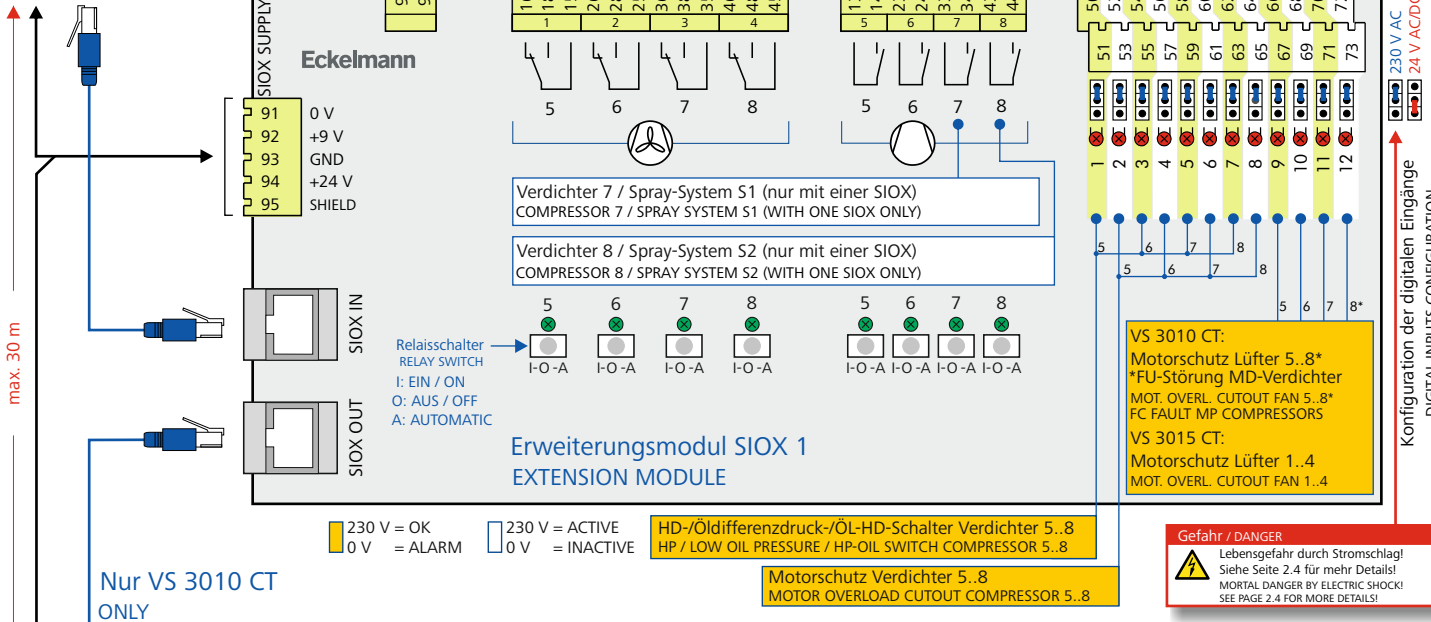 SIOX SUPPLY
Eckelmann
91 0 V
92 +9 V
93 GND
94 +24 V
95 SHIELD
1 2 3 4
5 6 7 8
5 6 7 8
5 6 7 8
51 53 55 57 59 61 63 65 67 69 71 73
1 2 3 4 5 6 7 8 9 10 11 12
230 V AC
24 V AC/DC
Verdichter 7 / Spray-System S1 (nur mit einer SIOX)
COMPRESSOR 7 / SPRAY SYSTEM S1 (WITH ONE SIOX ONLY)
Verdichter 8 / Spray-System S2 (nur mit einer SIOX)
COMPRESSOR 8 / SPRAY SYSTEM S2 (WITH ONE SIOX ONLY)
5 6 7 8
5 6 7 8
5 6 7 8
5 6 7 8
5 6 7 8*
SIOX IN
SIOX OUT
max. 30 m
Relaisschalter
RELAY SWITCH
I: EIN / ON
O: AUS / OFF
A: AUTOMATIC
I-O -A I-O -A I-O -A I-O -A
I-O -A I-O -A I-O -A I-O -A
Erweiterungsmodul SIOX 1
EXTENSION MODULE
VS 3010 CT:
Motorschutz Lüfter 5..8*
*FU-Störung MD-Verdichter
MOT. OVERL. CUTOUT FAN 5..8*
FC FAULT MP COMPRESSORS
VS 3015 CT:
Motorschutz Lüfter 1..4
MOT. OVERL. CUTOUT FAN 1..4
Konfiguration der digitalen Eingänge
DIGITAL INPUTS CONFIGURATION
230 V = OK
0 V = ALARM
230 V = ACTIVE
0 V = INACTIVE
HD-/Öldifferenzdruck-/ÖL-HD-Schalter Verdichter 5..8
HP / LOW OIL PRESSURE / HP-OIL SWITCH COMPRESSOR 5..8
Motorschutz Verdichter 5..8
MOTOR OVERLOAD CUTOUT COMPRESSOR 5..8
Gefahr / DANGER
Lebensgefahr durch Stromschlag!
Siehe Seite 2.4 für mehr Details!
MORTAL DANGER BY ELECTRIC SHOCK!
SEE PAGE 2.4 FOR MORE DETAILS!
Nur VS 3010 CT
ONLY